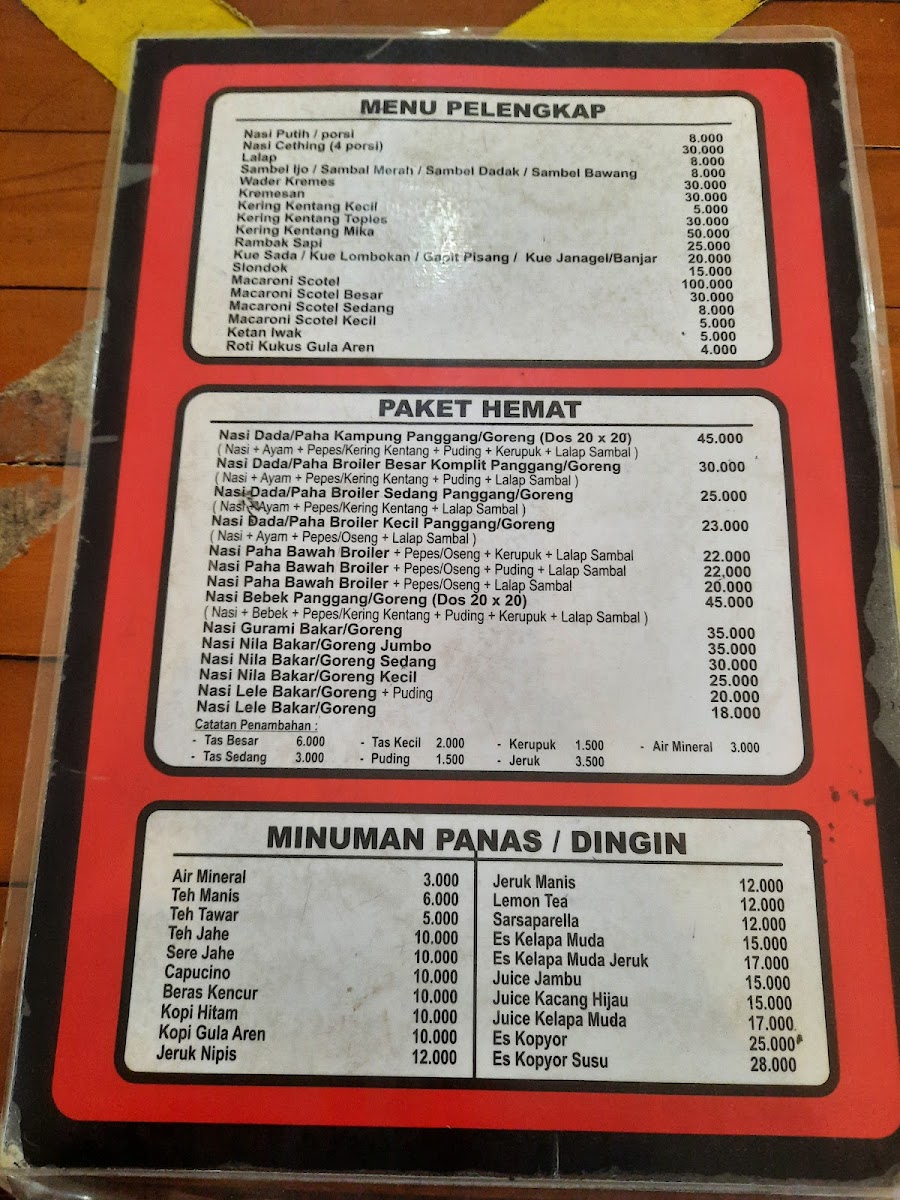 MENU PELENGKAP
Nasi Putih / porsi 8.000
Nasi Cething (4 porsi) 30.000
Lalap 8.000
Sambel Ijo / Sambal Merah / Sambel Dadak / Sambel Bawang 8.000
Wader Kremes 30.000
Kremesan 30.000
Kering Kentang Kecil 5.000
Kering Kentang Toples 30.000
Kering Kentang Mika 50.000
Rambak Sapi 25.000
Kue Sada / Kue Lombokan / Gapit Pisang / Kue Janagel/Banjar 20.000
Slondok 15.000
Macaroni Scotel 100.000
Macaroni Scotel Besar 30.000
Macaroni Scotel Sedang 8.000
Macaroni Scotel Kecil 5.000
Ketan Iwak 5.000
Roti Kukus Gula Aren 4.000
PAKET HEMAT
Nasi Dada/Paha Kampung Panggang/Goreng (Dos 20 x 20) 45.000
( Nasi + Ayam + Pepes/Kering Kentang + Puding + Kerupuk + Lalap Sambal )
Nasi Dada/Paha Broiler Besar Komplit Panggang/Goreng 30.000
( Nasi + Ayam + Pepes/Kering Kentang + Puding + Lalap Sambal )
Nasi Dada/Paha Broiler Sedang Panggang/Goreng 25.000
( Nasi + Ayam + Pepes/Kering Kentang + Lalap Sambal )
Nasi Dada/Paha Broiler Kecil Panggang/Goreng 23.000
( Nasi + Ayam + Pepes/Oseng + Lalap Sambal )
Nasi Paha Bawah Broiler + Pepes/Oseng + Kerupuk + Lalap Sambal 22.000
Nasi Paha Bawah Broiler + Pepes/Oseng + Puding + Lalap Sambal 22,000
Nasi Paha Bawah Broiler + Pepes/Oseng + Lalap Sambal 20.000
Nasi Bebek Panggang/Goreng (Dos 20 x 20) 45.000
( Nasi + Bebek + Pepes/Kering Kentang + Puding + Kerupuk + Lalap Sambal )
Nasi Gurami Bakar/Goreng 35.000
Nasi Nila Bakar/Goreng Jumbo 35.000
Nasi Nila Bakar/Goreng Sedang 30.000
Nasi Nila Bakar/Goreng Kecil 25.000
Nasi Lele Bakar/Goreng + Puding 20.000
Nasi Lele Bakar/Goreng 18.000
Catatan Penambahan :
- Tas Besar 6.000 - Tas Kecil 2.000 - Kerupuk 1.500 - Air Mineral 3.000
- Tas Sedang 3.000 - Puding 1.500 - Jeruk 3.500
MINUMAN PANAS / DINGIN
Air Mineral 3.000
Teh Manis 6.000
Teh Tawar 5.000
Teh Jahe 10.000
Sere Jahe 10.000
Capucino 10.000
Beras Kencur 10.000
Kopi Hitam 10.000
Kopi Gula Aren 10.000
Jeruk Nipis 12.000
Jeruk Manis 12.000
Lemon Tea 12.000
Sarsaparella 12.000
Es Kelapa Muda 15.000
Es Kelapa Muda Jeruk 17.000
Juice Jambu 15.000
Juice Kacang Hijau 15.000
Juice Kelapa Muda 17.000
Es Kopyor 25.000
Es Kopyor Susu 28.000